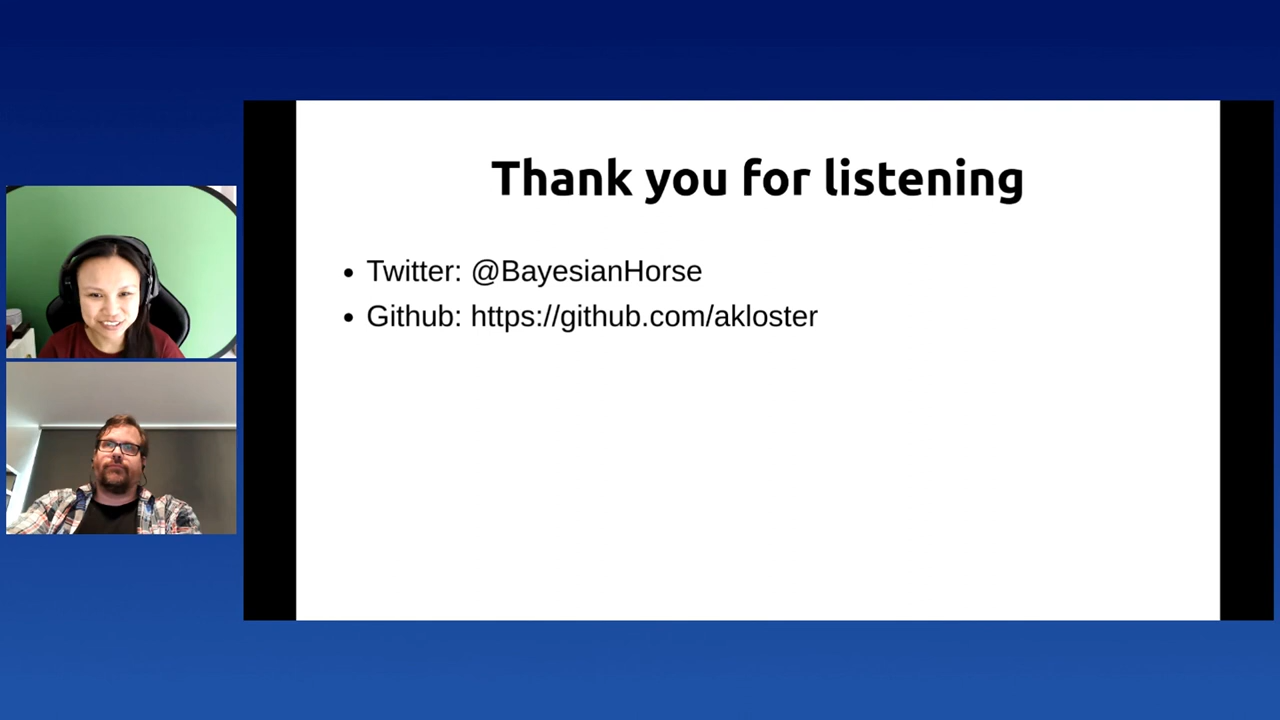 Thank you for listening
• Twitter: @BayesianHorse
• Github: https://github.com/akloster